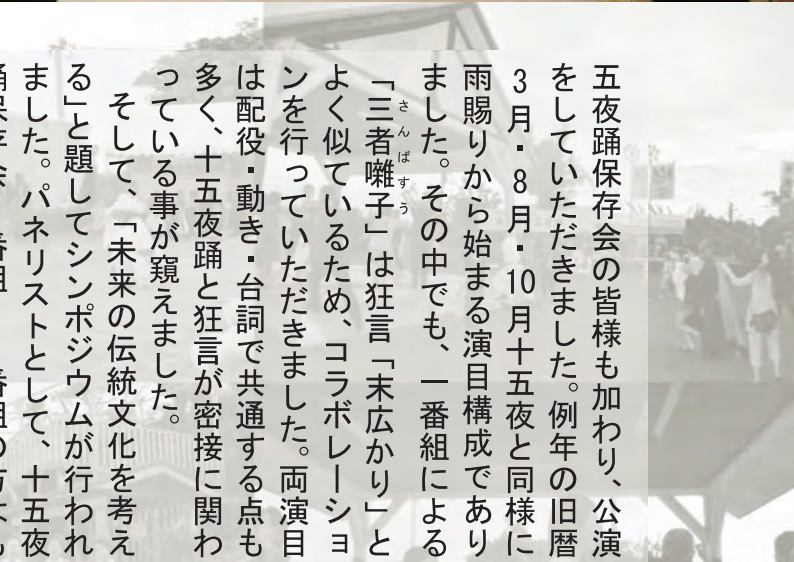 五夜踊保存会の皆様も加わり、公演
をしていただきました。例年の旧暦
3月・8月・10月十五夜と同様に
雨賜りから始まる演目構成であり
ました。その中でも、一番組による
「三者囃子」は狂言「末広かり」と
さんばすう
よく似ているため、コラボレーショ
ンを行っていただきました。両演目
は配役・動き・台詞で共通する点も
多く、十五夜踊と狂言が密接に関わ
っている事が窺えました。
そして、「未来の伝統文化を考え
る」と題してシンポジウムが行われ
ました。パネリストとして、十五夜